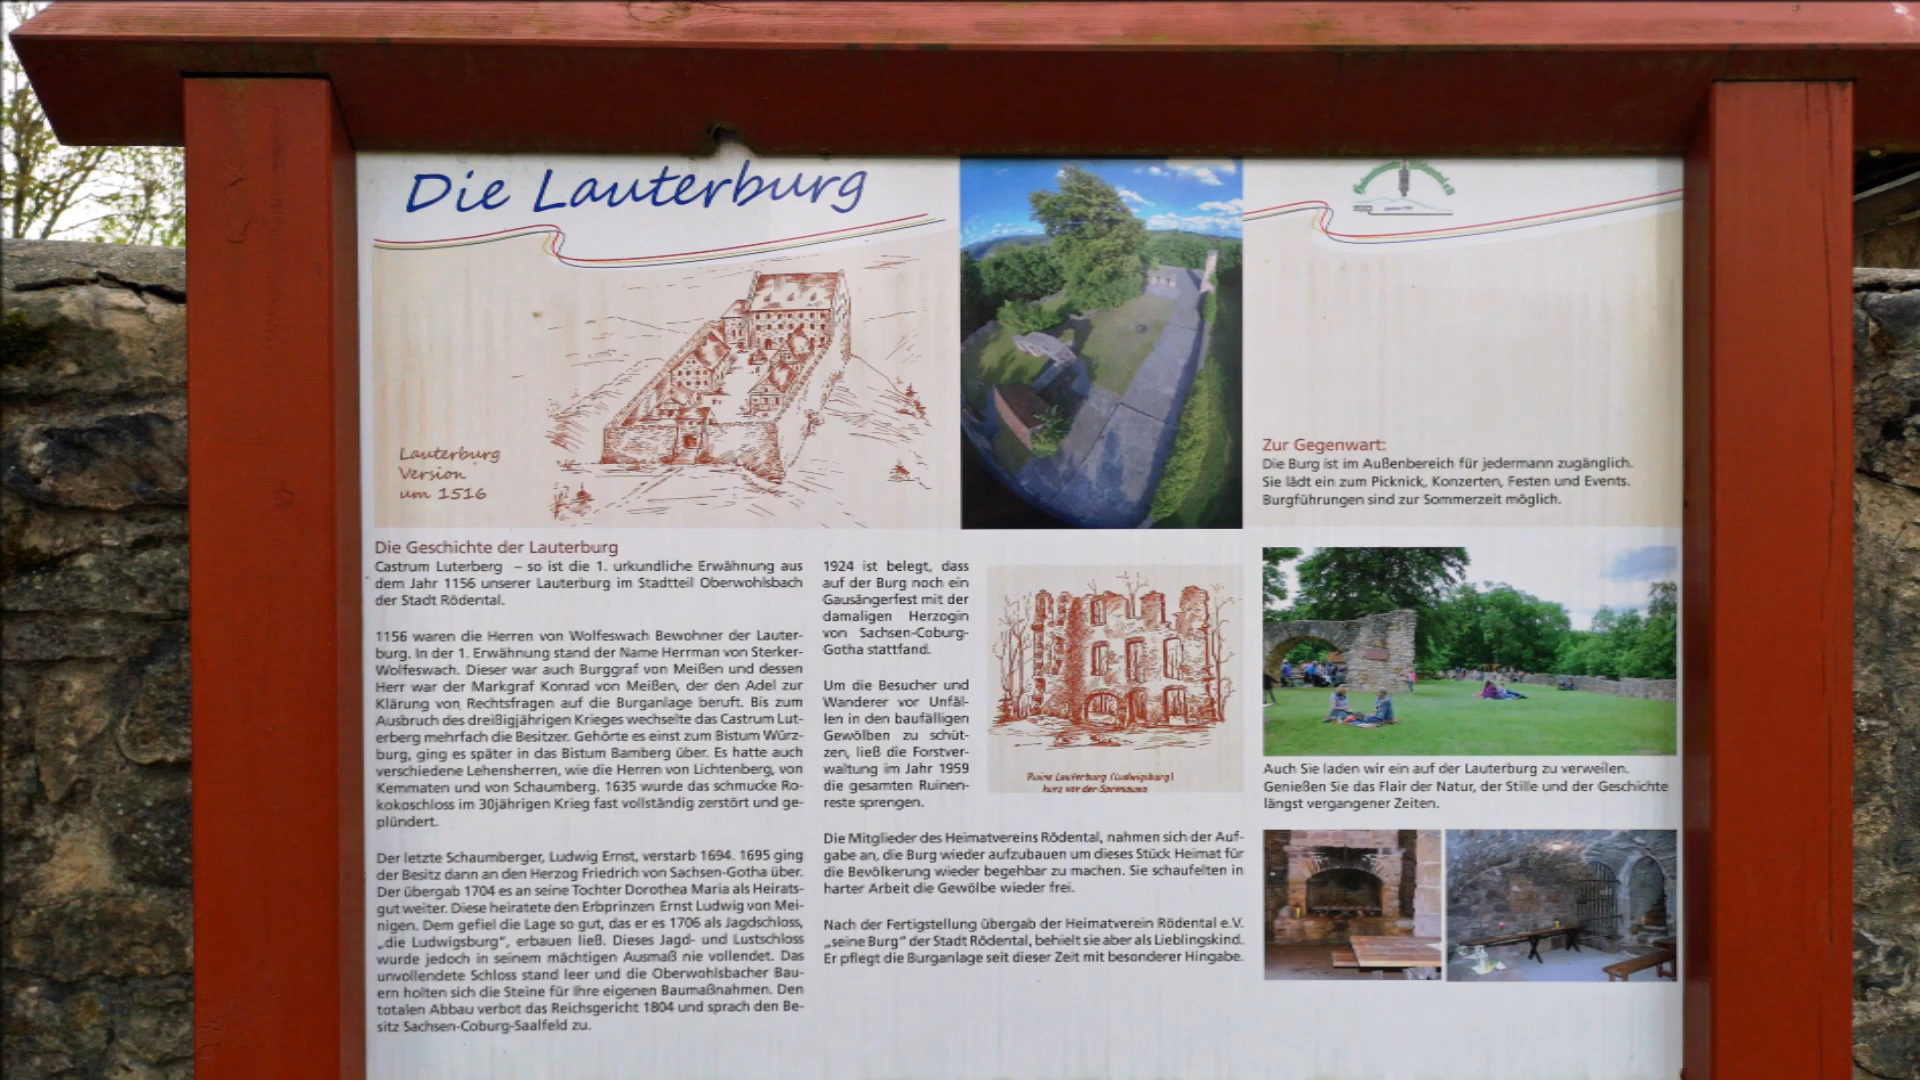 Die Lauterburg
Lauterburg
Version
um 1516
Die Geschichte der Lauterburg
Castrum Luterberg – so ist die 1. urkundliche Erwähnung aus
dem Jahr 1156 unserer Lauterburg im Stadtteil Oberwohlsbach
der Stadt Rödental.
1156 waren die Herren von Wolfeswach Bewohner der Lauter-
burg. In der 1. Erwähnung stand der Name Herrman von Sterker-
Wolfeswach. Dieser war auch Burggraf von Meißen und dessen
Herr war der Markgraf Konrad von Meißen, der den Adel zur
Klärung von Rechtsfragen auf die Burganlage beruft. Bis zum
Ausbruch des dreißigjährigen Krieges wechselte das Castrum Lut-
erberg mehrfach die Besitzer. Gehörte es einst zum Bistum Würz-
burg, ging es später in das Bistum Bamberg über. Es hatte auch
verschiedene Lehensherren, wie die Herren von Lichtenberg, von
Kemmaten und von Schaumberg. 1635 wurde das schmucke Ro-
kokoschloss im 30jährigen Krieg fast vollständig zerstört und ge-
plündert.
Der letzte Schaumberger, Ludwig Ernst, verstarb 1694. 1695 ging
der Besitz dann an den Herzog Friedrich von Sachsen-Gotha über.
Der übergab 1704 es an seine Tochter Dorothea Maria als Heirats-
gut weiter. Diese heiratete den Erbprinzen Ernst Ludwig von Mei-
nigen. Dem gefiel die Lage so gut, das er es 1706 als Jagdschloss,
„die Ludwigsburg“, erbauen ließ. Dieses Jagd- und Lustschloss
wurde jedoch in seinem mächtigen Ausmaß nie vollendet. Das
unvollendete Schloss stand leer und die Oberwohlsbacher Bau-
ern holten sich die Steine für Ihre eigenen Baumaßnahmen. Den
totalen Abbau verbot das Reichsgericht 1804 und sprach den Be-
sitz Sachsen-Coburg-Saalfeld zu.
1924 ist belegt, dass
auf der Burg noch ein
Gausängerfest mit der
damaligen Herzogin
von Sachsen-Coburg-
Gotha stattfand.
Um die Besucher und
Wanderer vor Unfäl-
len in den baufälligen
Gewölben zu schüt-
zen, ließ die Forstver-
waltung im Jahr 1959
die gesamten Ruinen-
reste sprengen.
Ruine Lauterburg (Ludwigsburg)
kurz vor der Sprengung
Die Mitglieder des Heimatvereins Rödental, nahmen sich der Auf-
gabe an, die Burg wieder aufzubauen um dieses Stück Heimat für
die Bevölkerung wieder begehbar zu machen. Sie schaufelten in
harter Arbeit die Gewölbe wieder frei.
Nach der Fertigstellung übergab der Heimatverein Rödental e.V.
„seine Burg“ der Stadt Rödental, behielt sie aber als Lieblingskind.
Er pflegt die Burganlage seit dieser Zeit mit besonderer Hingabe.
Zur Gegenwart:
Die Burg ist im Außenbereich für jedermann zugänglich.
Sie lädt ein zum Picknick, Konzerten, Festen und Events.
Burgführungen sind zur Sommerzeit möglich.
Auch Sie laden wir ein auf der Lauterburg zu verweilen.
Genießen Sie das Flair der Natur, der Stille und der Geschichte
längst vergangener Zeiten.